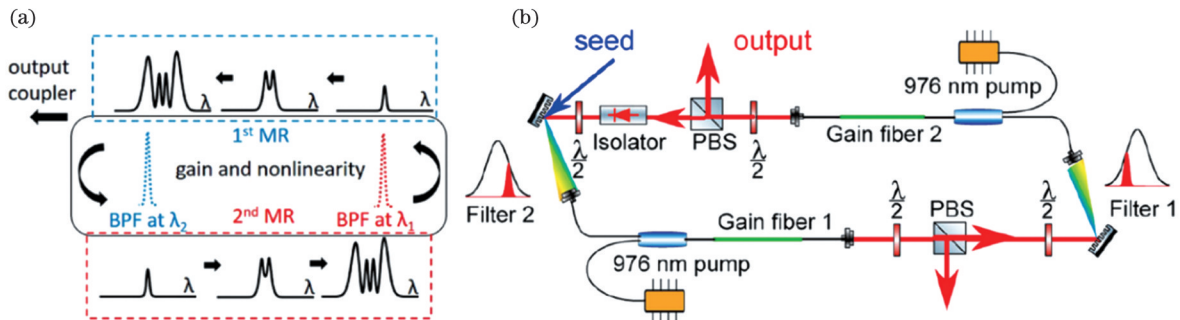 (a)
output
coupler
λ
λ
λ
1st MR
gain and nonlinearity
BPF at λ2
2nd MR
BPF at λ1
λ
λ
λ
(b)
seed
output
976 nm pump
Isolator
PBS
Gain fiber 2
λ/2
λ/2
Filter 2
Filter 1
Gain fiber 1
λ/2
PBS
λ/2
976 nm pump